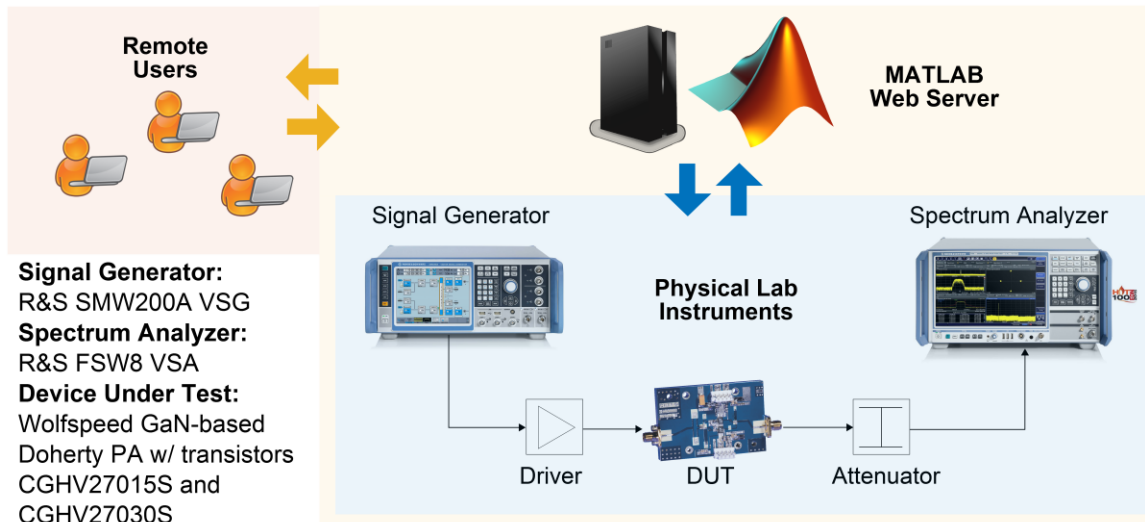 Remote
Users
MATLAB
Web Server
Signal Generator
Spectrum Analyzer
Physical Lab
Instruments
100
Driver
DUT
Attenuator
Signal Generator:
R&S SMW200A VSG
Spectrum Analyzer:
R&S FSW8 VSA
Device Under Test:
Wolfspeed GaN-based
Doherty PA w/ transistors
CGHV27015S and
CGHV27030S